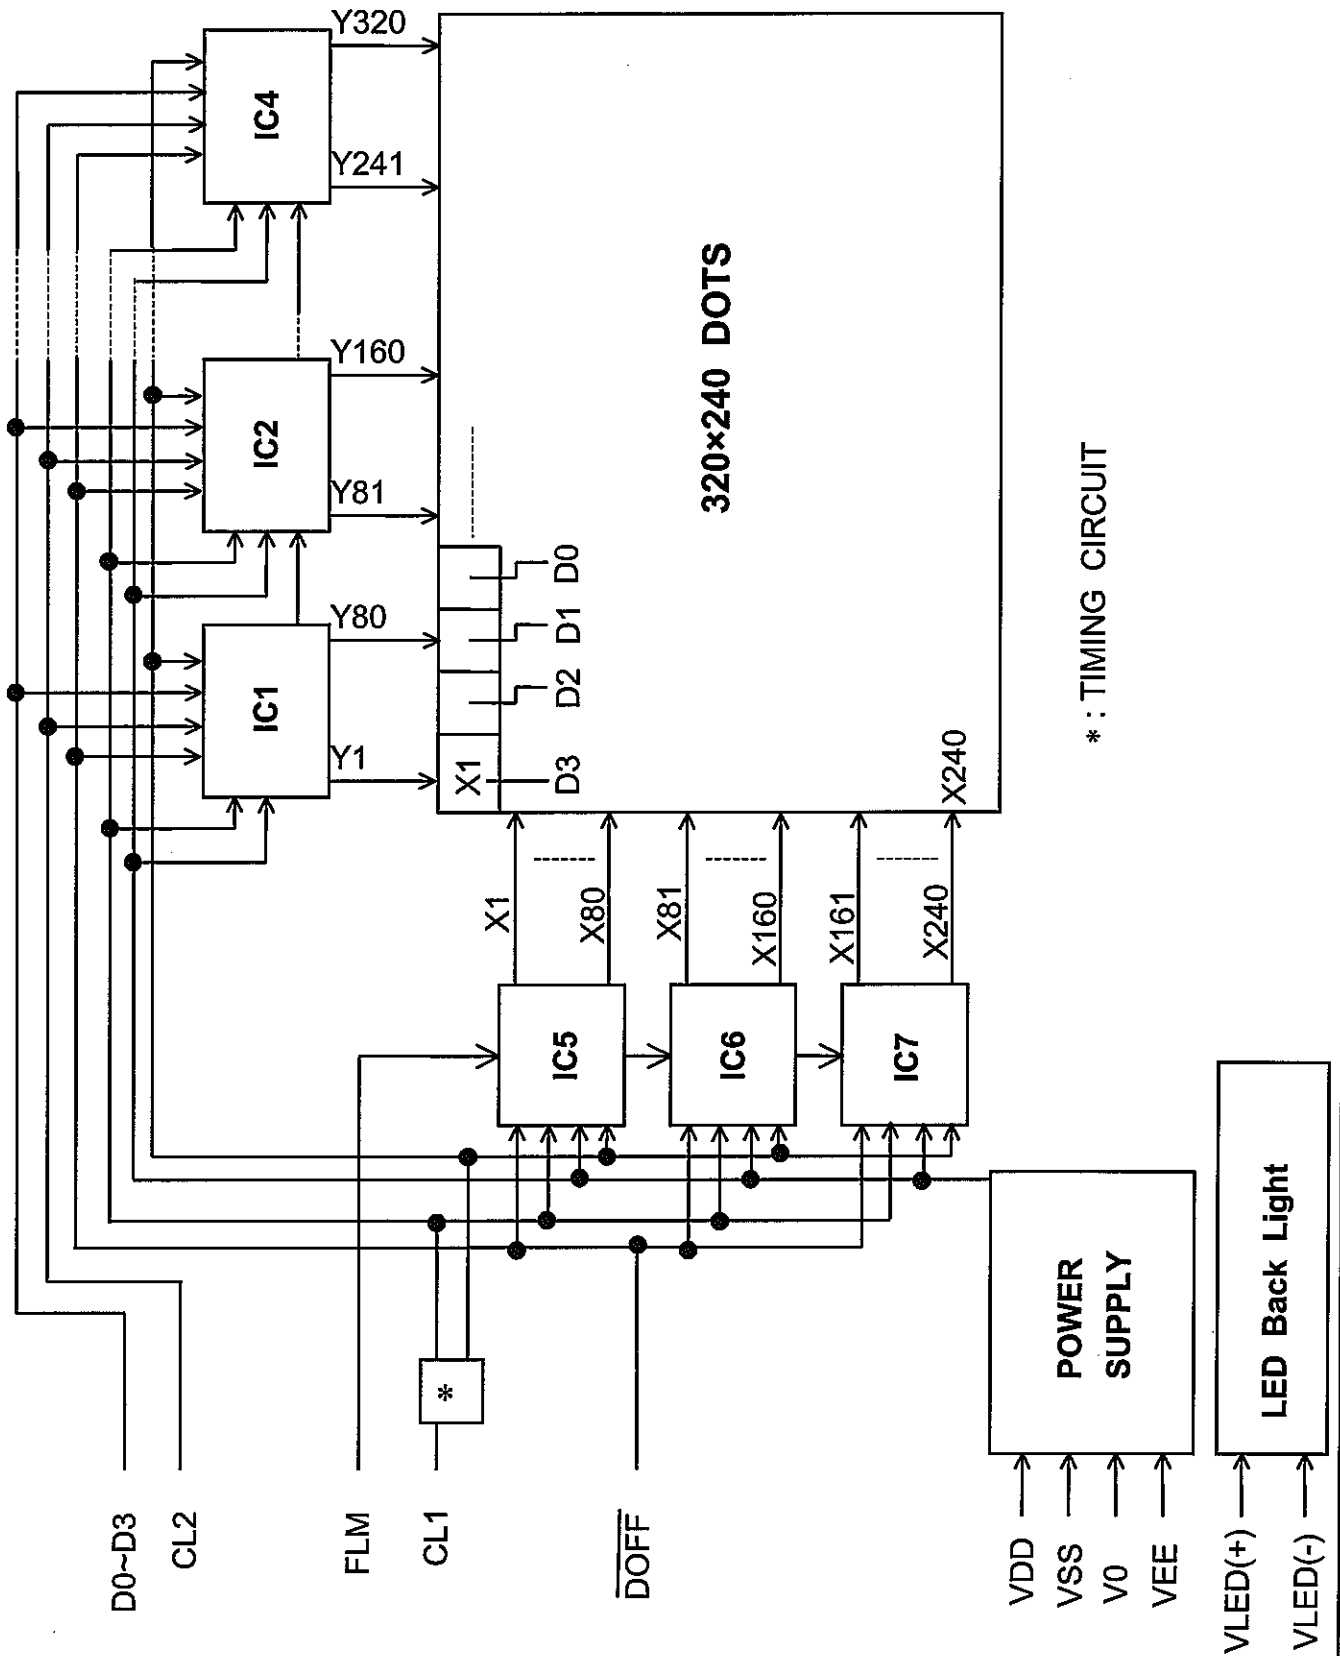 D0~D3
CL2
FLM
CL1
DOFF
*
IC1
IC2
IC4
Y1
Y80
Y81
Y160
Y241
Y320
IC5
IC6
IC7
X1
X80
X81
X160
X161
X240
X1
D3
D2
D1
D0
X240
320×240 DOTS
VDD
VSS
V0
VEE
POWER
SUPPLY
VLED(+)
VLED(-)
LED Back Light
* : TIMING CIRCUIT